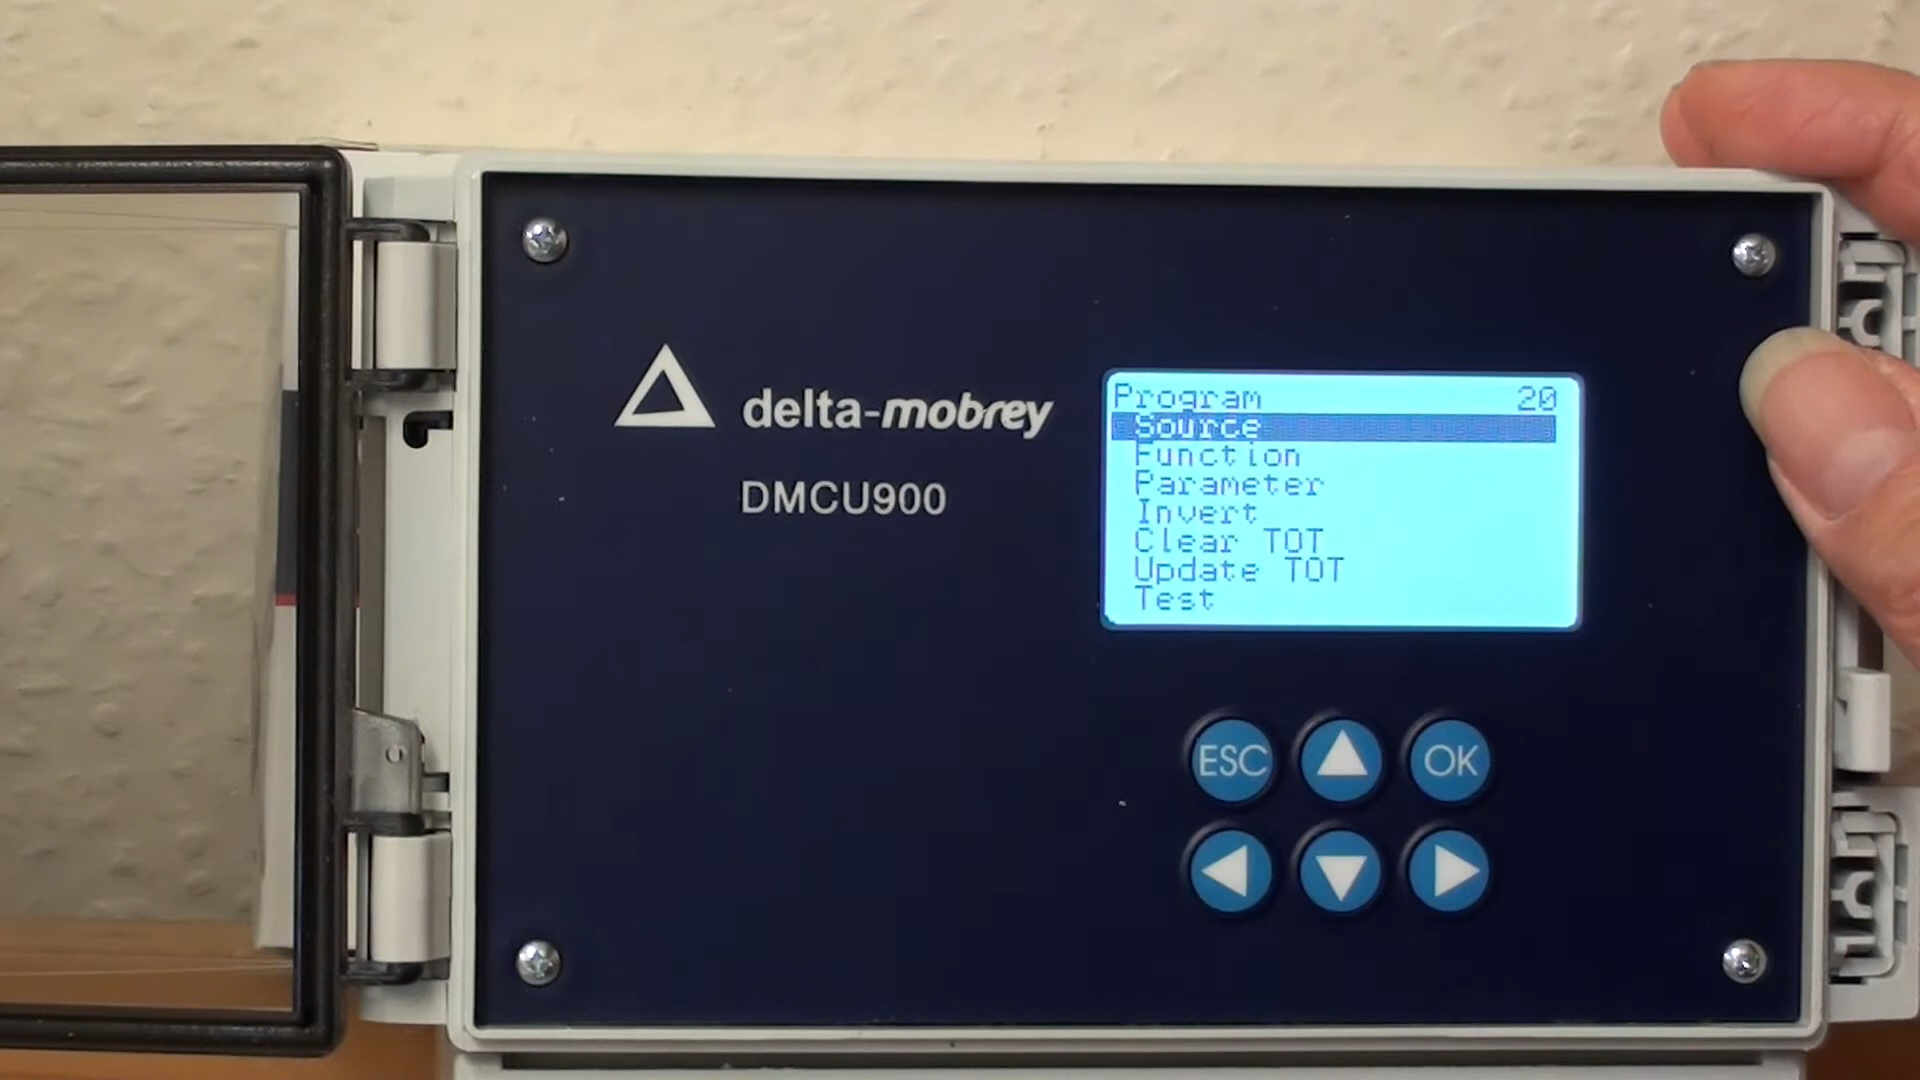 delta-mobrey
DMCU900
Program 20
Source
Function
Parameter
Invert
Clear TOT
Update TOT
Test
ESC
OK